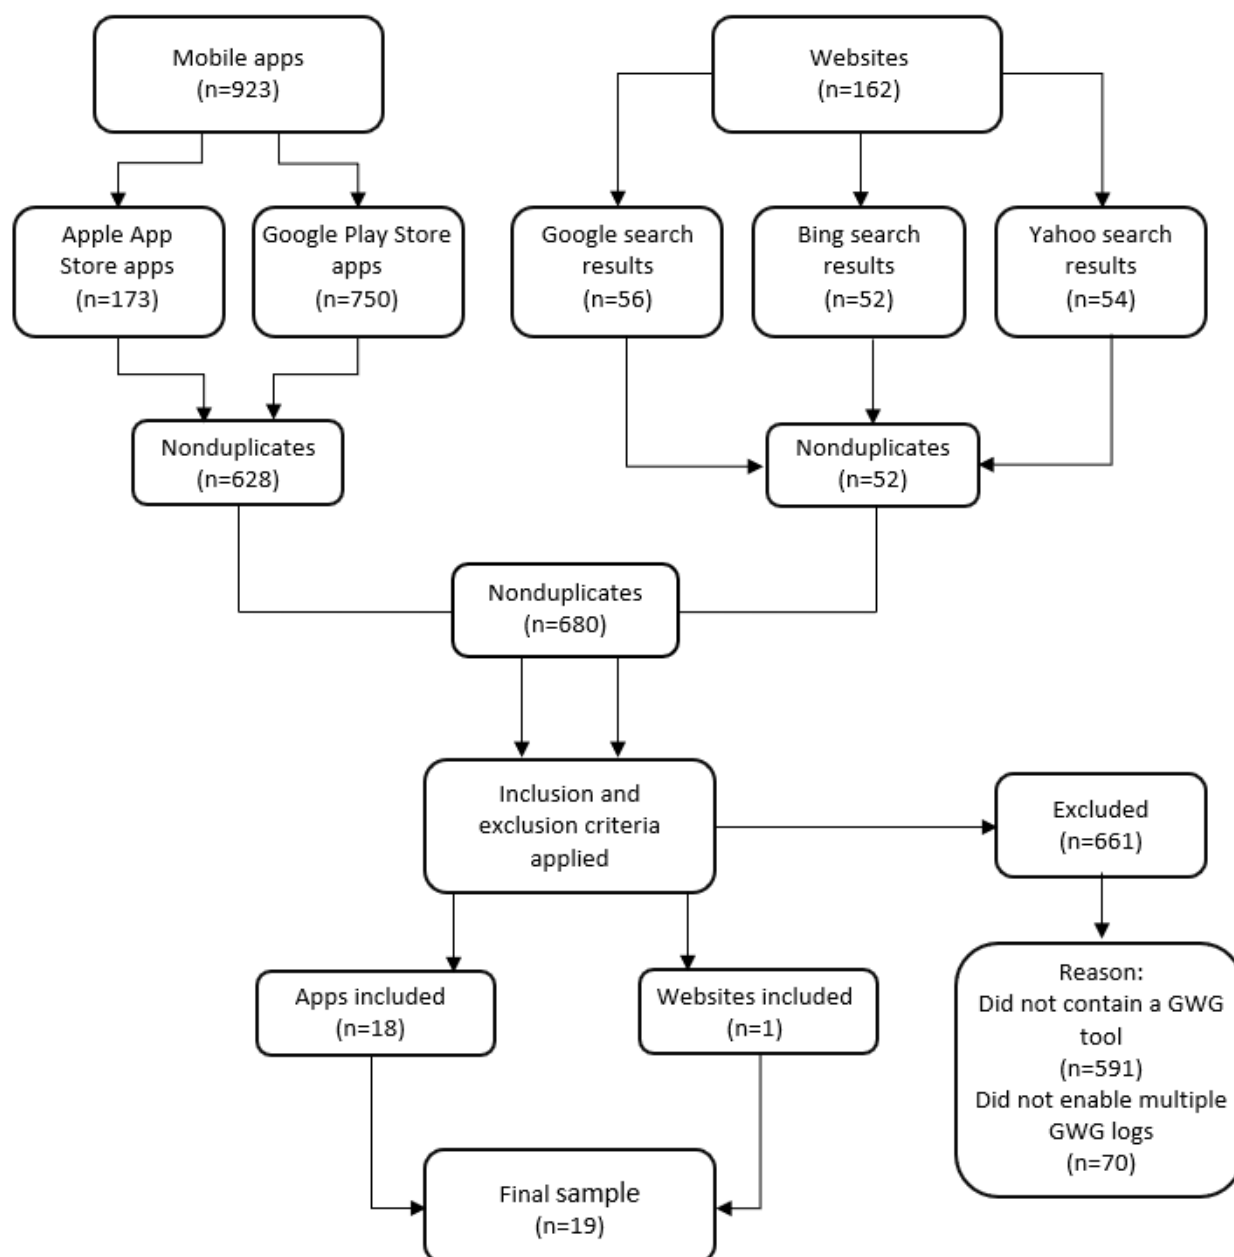 Mobile apps
(n=923)
Websites
(n=162)
Apple App
Store apps
(n=173)
Google Play Store
apps
(n=750)
Google search
results
(n=56)
Bing search
results
(n=52)
Yahoo search
results
(n=54)
Nonduplicates
(n=628)
Nonduplicates
(n=52)
Nonduplicates
(n=680)
Inclusion and
exclusion criteria
applied
Excluded
(n=661)
Reason:
Did not contain a GWG
tool
(n=591)
Did not enable multiple
GWG logs
(n=70)
Apps included
(n=18)
Websites included
(n=1)
Final sample
(n=19)